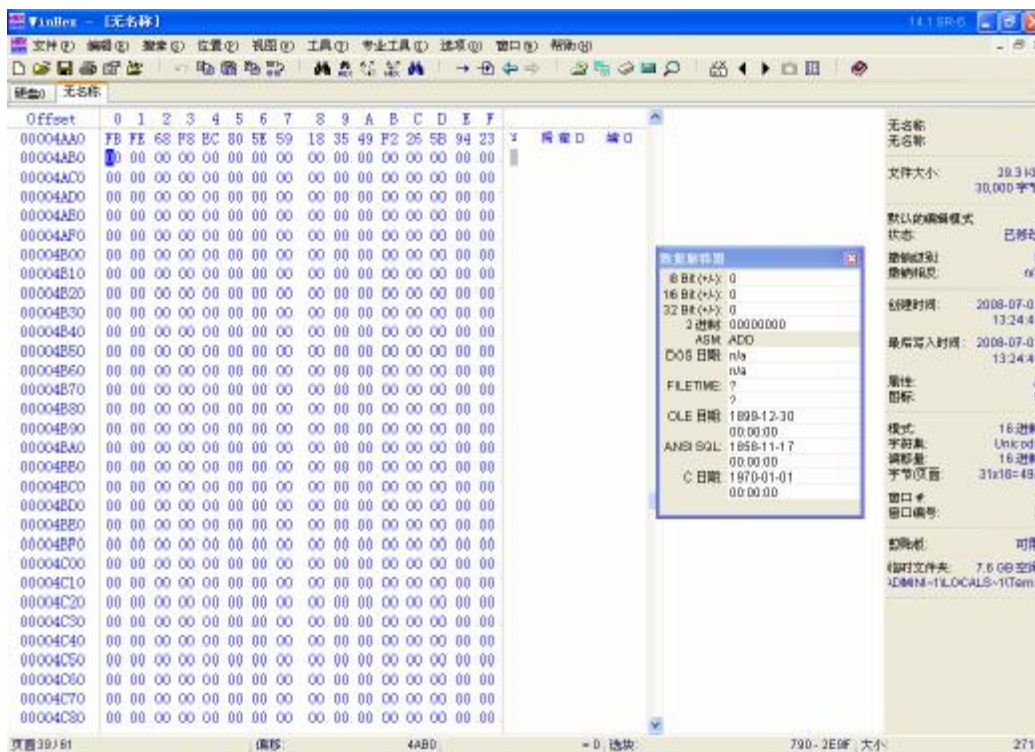 WinHex - [无名称]
14.1 SR-6
文件(F) 编辑(E) 搜索(S) 位置(P) 视图(V) 工具(T) 专业工具(I) 选项(O) 窗口(W) 帮助(H)
硬盘0 无名称
Offset 0 1 2 3 4 5 6 7 8 9 A B C D E F
00004AA0 FB FE 68 F8 EC 80 5E 59 18 35 49 F2 26 5B 94 23
00004AB0 00 00 00 00 00 00 00 00 00 00 00 00 00 00 00 00
00004AC0 00 00 00 00 00 00 00 00 00 00 00 00 00 00 00 00
00004AD0 00 00 00 00 00 00 00 00 00 00 00 00 00 00 00 00
00004AE0 00 00 00 00 00 00 00 00 00 00 00 00 00 00 00 00
00004AF0 00 00 00 00 00 00 00 00 00 00 00 00 00 00 00 00
00004B00 00 00 00 00 00 00 00 00 00 00 00 00 00 00 00 00
00004B10 00 00 00 00 00 00 00 00 00 00 00 00 00 00 00 00
00004B20 00 00 00 00 00 00 00 00 00 00 00 00 00 00 00 00
00004B30 00 00 00 00 00 00 00 00 00 00 00 00 00 00 00 00
00004B40 00 00 00 00 00 00 00 00 00 00 00 00 00 00 00 00
00004B50 00 00 00 00 00 00 00 00 00 00 00 00 00 00 00 00
00004B60 00 00 00 00 00 00 00 00 00 00 00 00 00 00 00 00
00004B70 00 00 00 00 00 00 00 00 00 00 00 00 00 00 00 00
00004B80 00 00 00 00 00 00 00 00 00 00 00 00 00 00 00 00
00004B90 00 00 00 00 00 00 00 00 00 00 00 00 00 00 00 00
00004BA0 00 00 00 00 00 00 00 00 00 00 00 00 00 00 00 00
00004BB0 00 00 00 00 00 00 00 00 00 00 00 00 00 00 00 00
00004BC0 00 00 00 00 00 00 00 00 00 00 00 00 00 00 00 00
00004BD0 00 00 00 00 00 00 00 00 00 00 00 00 00 00 00 00
00004BE0 00 00 00 00 00 00 00 00 00 00 00 00 00 00 00 00
00004BF0 00 00 00 00 00 00 00 00 00 00 00 00 00 00 00 00
00004C00 00 00 00 00 00 00 00 00 00 00 00 00 00 00 00 00
00004C10 00 00 00 00 00 00 00 00 00 00 00 00 00 00 00 00
00004C20 00 00 00 00 00 00 00 00 00 00 00 00 00 00 00 00
00004C30 00 00 00 00 00 00 00 00 00 00 00 00 00 00 00 00
00004C40 00 00 00 00 00 00 00 00 00 00 00 00 00 00 00 00
00004C50 00 00 00 00 00 00 00 00 00 00 00 00 00 00 00 00
00004C60 00 00 00 00 00 00 00 00 00 00 00 00 00 00 00 00
00004C70 00 00 00 00 00 00 00 00 00 00 00 00 00 00 00 00
00004C80 00 00 00 00 00 00 00 00 00 00 00 00 00 00 00 00
数据解释器
8 Bit (+/-): 0
16 Bit (+/-): 0
32 Bit (+/-): 0
2 进制: 00000000
ASM: ADD
DOS 日期: n/a
n/a
FILETIME: ?
?
OLE 日期: 1899-12-30
00:00:00
ANSI SQL: 1858-11-17
00:00:00
C 日期: 1970-01-01
00:00:00
无名称
无名称
文件大小: 29.3
30,000 字
默认的编辑模式
状态: 已修
撤销级别:
撤销相反:
创建时间: 2008-07-0
13:24:4
最后写入时间: 2008-07-0
13:24:4
属性:
图标:
模式: 16 进
字符集: Unicod
偏移量: 16 进
字节/页面: 31x16=49
窗口 #:
窗口编号:
剪贴板: 可
临时文件夹: 7.6 GB 空
\ADMINI~1\LOCALS~1\Tem
页面 39 / 61 偏移: 4AB0 = 0 选块: 790 - 2E9F 大小: 271